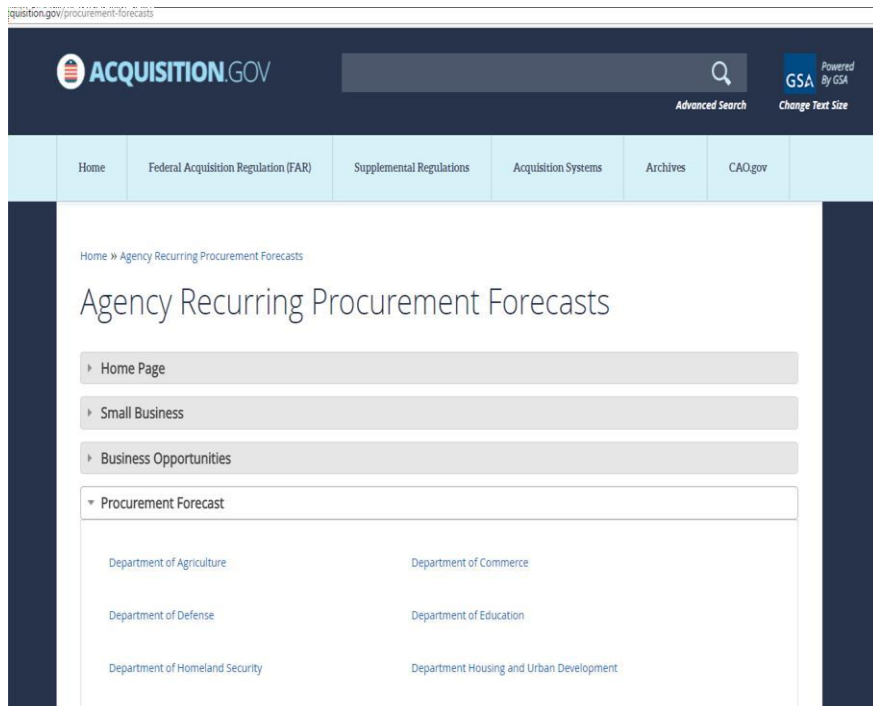 quisition.gov/procurement-forecasts
ACQUISITION.GOV
GSA
Powered
By GSA
Advanced Search
Change Text Size
Home
Federal Acquisition Regulation (FAR)
Supplemental Regulations
Acquisition Systems
Archives
CAO.gov
Home » Agency Recurring Procurement Forecasts
Agency Recurring Procurement Forecasts
Home Page
Small Business
Business Opportunities
Procurement Forecast
Department of Agriculture
Department of Commerce
Department of Defense
Department of Education
Department of Homeland Security
Department Housing and Urban Development